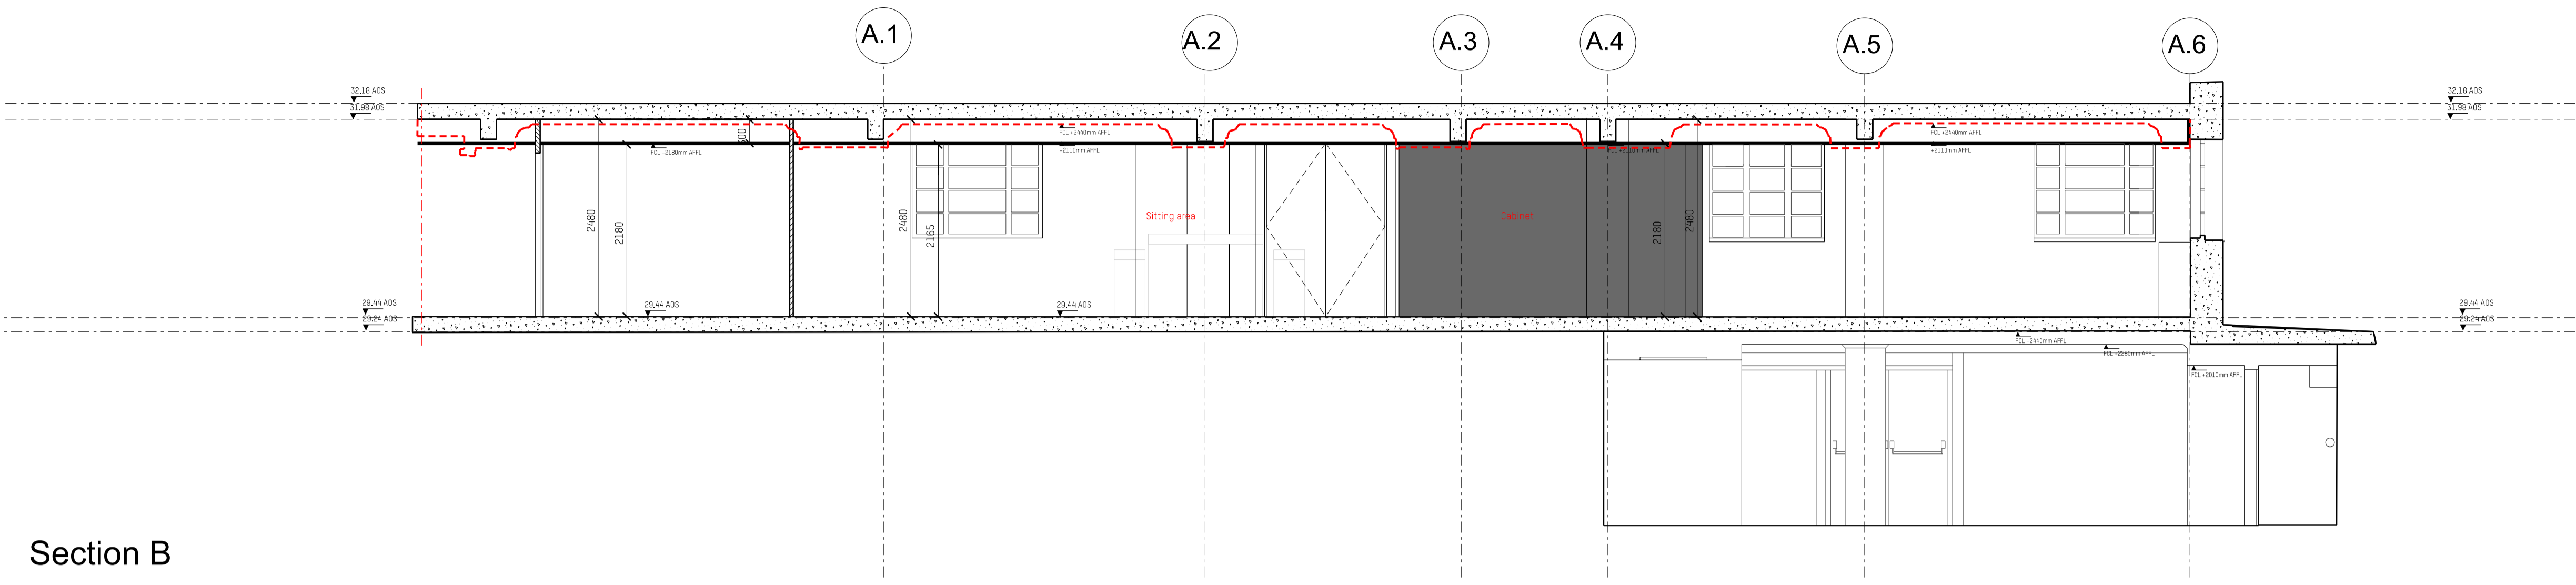 A.1
A.2
A.3
A.4
A.5
A.6
32.18 AOS
31.98 AOS
32.18 AOS
31.98 AOS
FCL +2440mm AFFL
+2110mm AFFL
FCL +2440mm AFFL
+2110mm AFFL
FCL +2180mm AFFL
2480
2180
2480
2165
Sitting area
Cabinet
2180
2480
29.44 AOS
29.24 AOS
29.44 AOS
29.44 AOS
29.44 AOS
29.24 AOS
FCL +2440mm AFFL
FCL +2280mm AFFL
FCL +2010mm AFFL
Section B